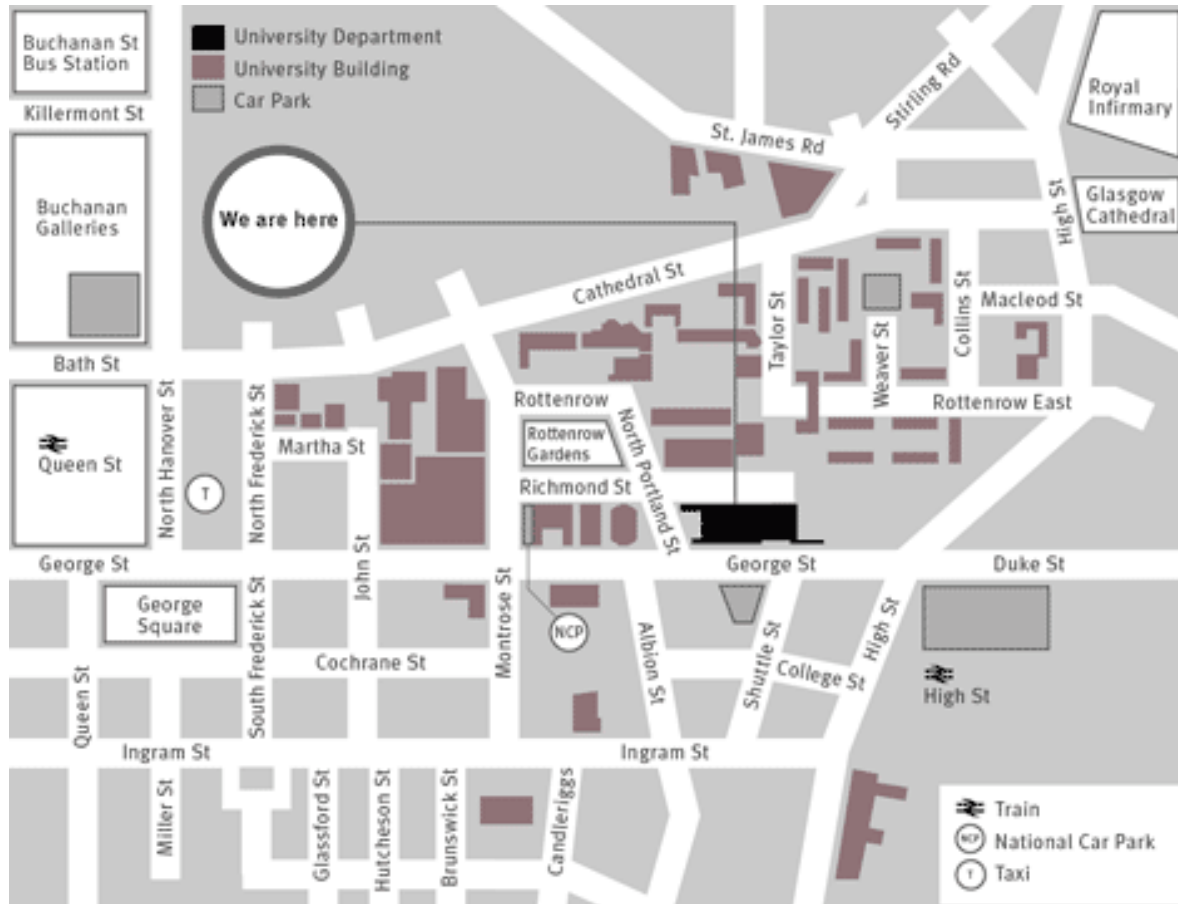 Buchanan St
Bus Station
University Department
University Building
Car Park
Killermont St
Royal
Infirmary
Stirling Rd
St. James Rd
Buchanan
Galleries
We are here
Glasgow
Cathedral
High St
Cathedral St
Macleod St
Taylor St
Weaver St
Collins St
Bath St
Rottenrow
Rottenrow East
North Hanover St
North Frederick St
Martha St
Rottenrow
Gardens
North Portland St
Queen St
T
Richmond St
George St
George St
Duke St
John St
Montrose St
George
Square
South Frederick St
NCP
Cochrane St
Albion St
Shuttle St
College St
High St
High St
Queen St
Ingram St
Ingram St
Miller St
Glassford St
Hutcheson St
Brunswick St
Candleriggs
Train
NCP
National Car Park
T
Taxi